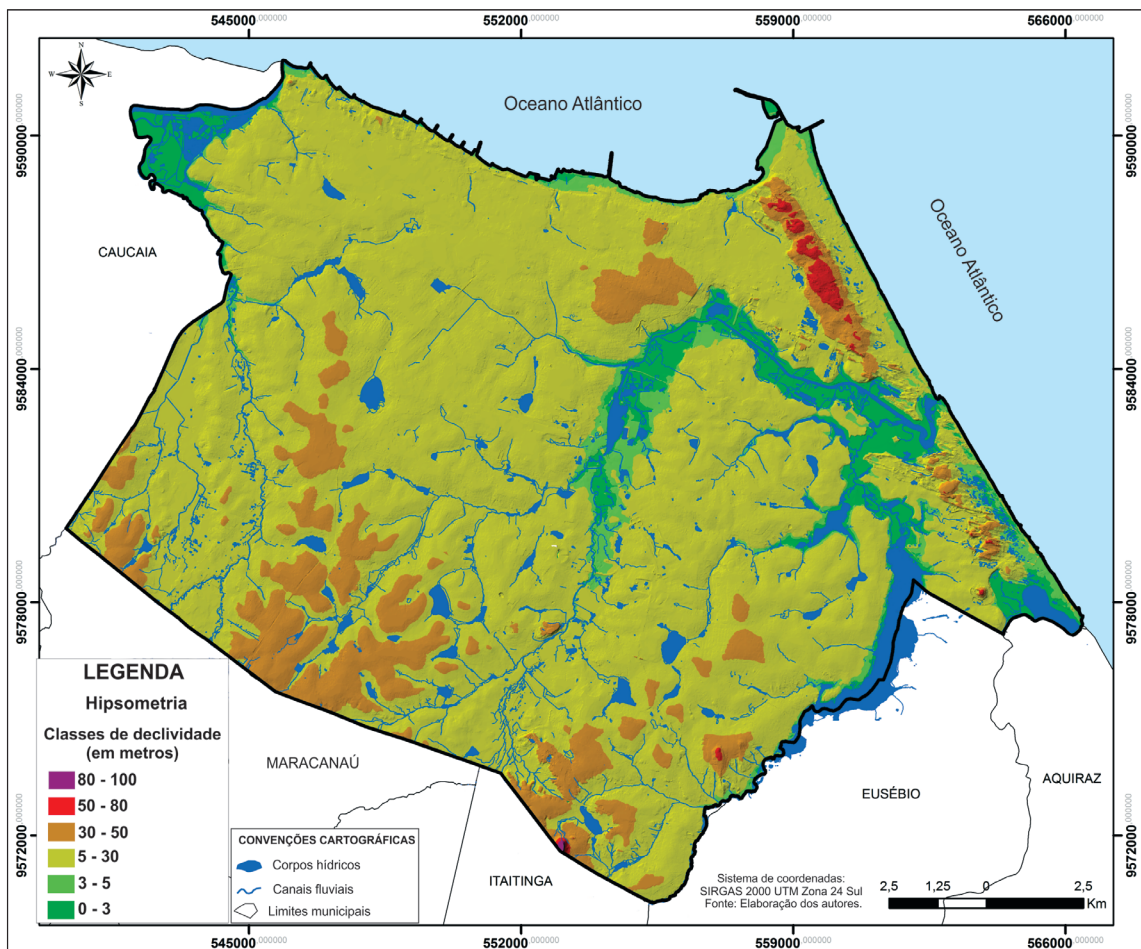 545000,000000
552000,000000
559000,000000
566000,000000
N
W
E
S
Oceano Atlântico
9590000,000000
9590000,000000
Oceano Atlântico
CAUCAIA
9584000,000000
9584000,000000
9578000,000000
9578000,000000
LEGENDA
Hipsometria
Classes de declividade
(em metros)
80 - 100
50 - 80
30 - 50
5 - 30
3 - 5
0 - 3
MARACANAÚ
CONVENÇÕES CARTOGRÁFICAS
Corpos hídricos
Canais fluviais
Limites municipais
ITAITINGA
EUSÉBIO
AQUIRAZ
9572000,000000
9572000,000000
Sistema de coordenadas:
SIRGAS 2000 UTM Zona 24 Sul
Fonte: Elaboração dos autores.
2,5 1,25 0 2,5
Km
545000,000000
552000,000000
559000,000000
566000,000000